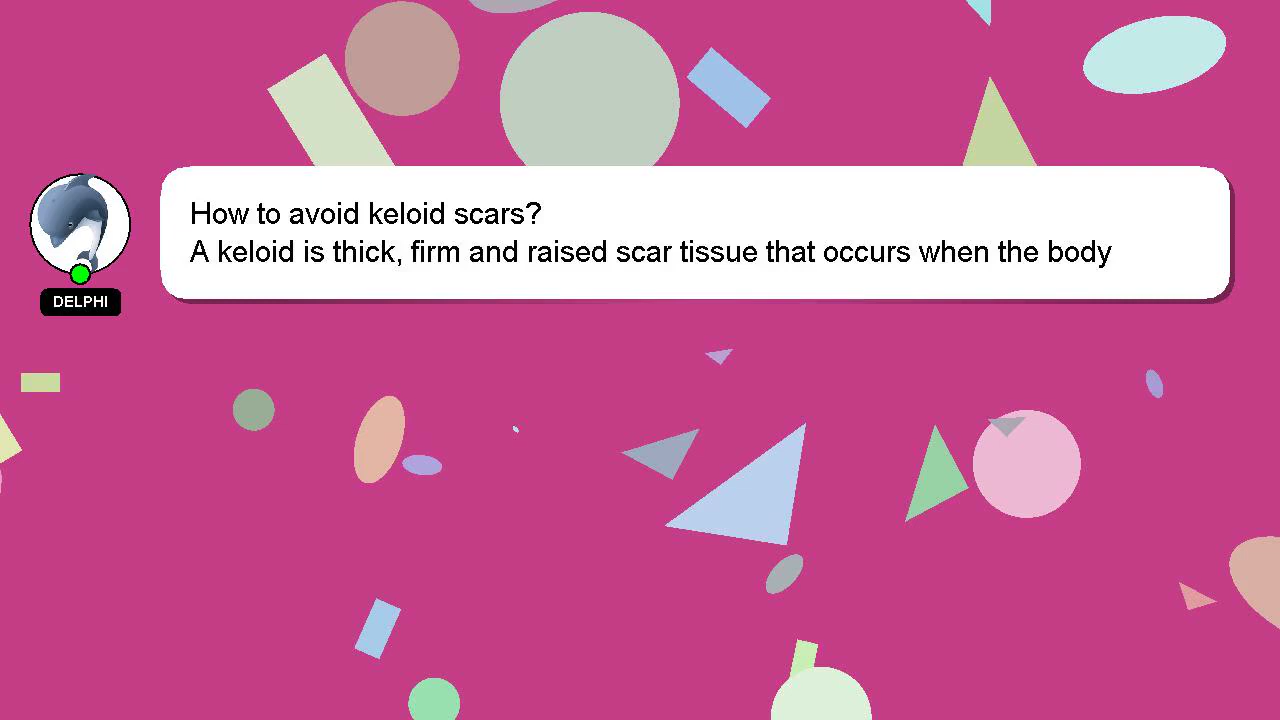 How to avoid keloid scars?
A keloid is thick, firm and raised scar tissue that occurs when the body
DELPHI